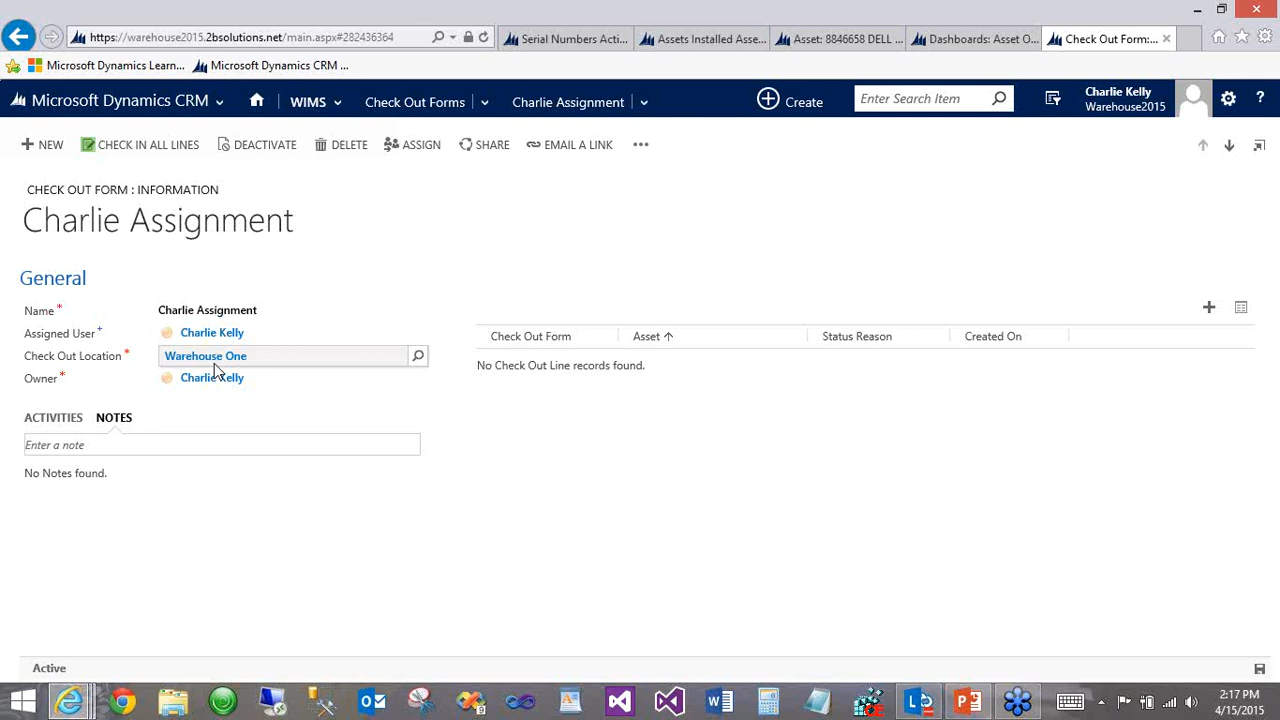 https://warehouse2015.2bsolutions.net/main.aspx#282436364
Serial Numbers Acti...
Assets Installed Asse...
Asset: 8846658 DELL ...
Dashboards: Asset O...
Check Out Form:...
Microsoft Dynamics Learn...
Microsoft Dynamics CRM ...
Microsoft Dynamics CRM
WIMS
Check Out Forms
Charlie Assignment
Create
Enter Search Item
Charlie Kelly
Warehouse2015
?
NEW
CHECK IN ALL LINES
DEACTIVATE
DELETE
ASSIGN
SHARE
EMAIL A LINK
CHECK OUT FORM : INFORMATION
Charlie Assignment
General
Name *
Charlie Assignment
Assigned User +
Charlie Kelly
Check Out Location *
Warehouse One
Owner *
Charlie Kelly
Check Out Form
Asset
Status Reason
Created On
No Check Out Line records found.
ACTIVITIES
NOTES
Enter a note
No Notes found.
Active
2:17 PM
4/15/2015